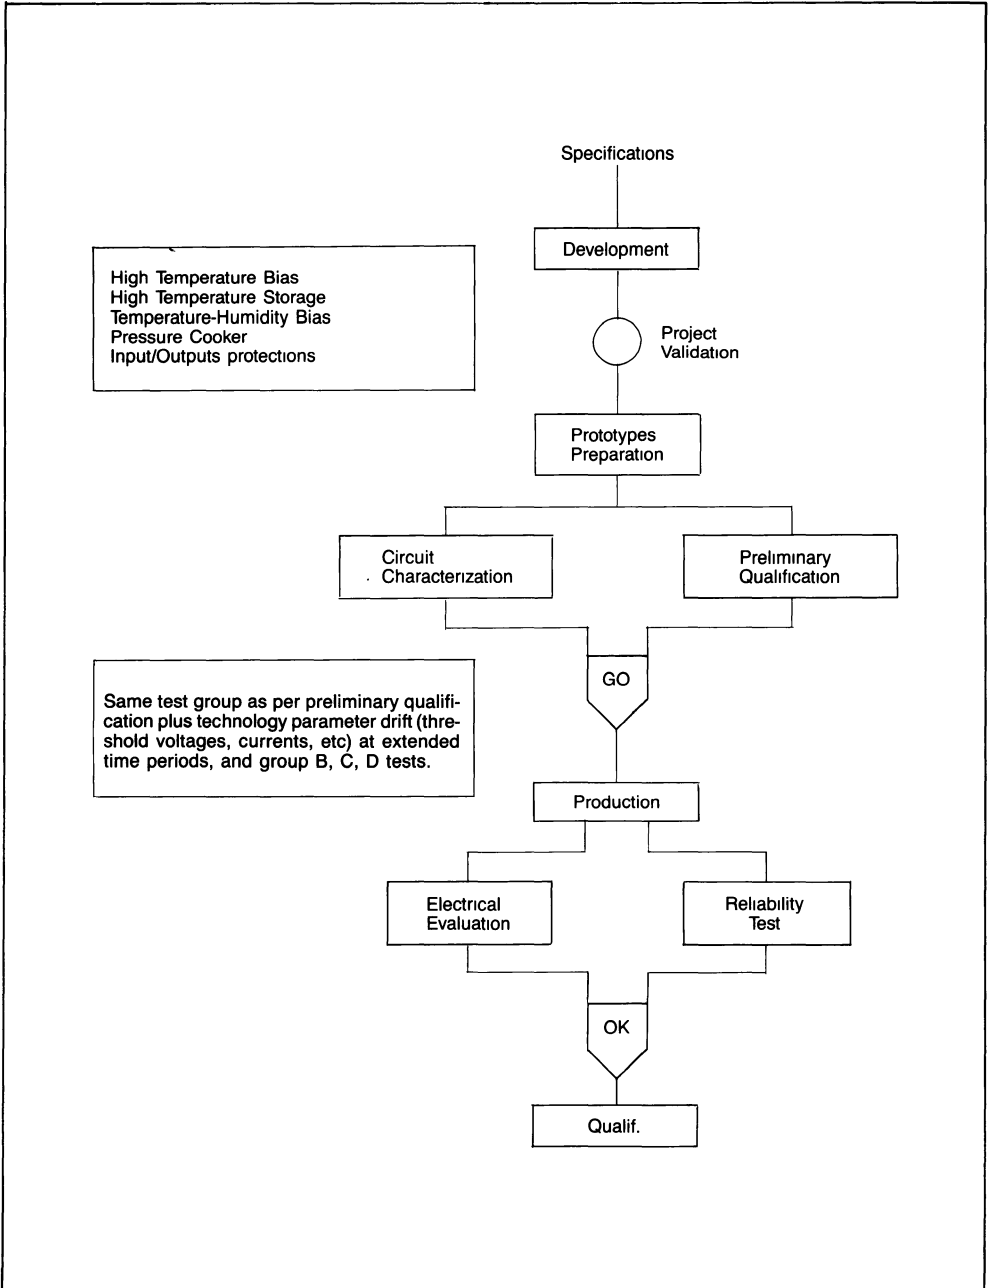 Specifications
Development
High Temperature Bias
High Temperature Storage
Temperature-Humidity Bias
Pressure Cooker
Input/Outputs protections
Project
Validation
Prototypes
Preparation
Circuit
Characterization
Preliminary
Qualification
GO
Same test group as per preliminary qualifi-
cation plus technology parameter drift (thre-
shold voltages, currents, etc) at extended
time periods, and group B, C, D tests.
Production
Electrical
Evaluation
Reliability
Test
OK
Qualif.